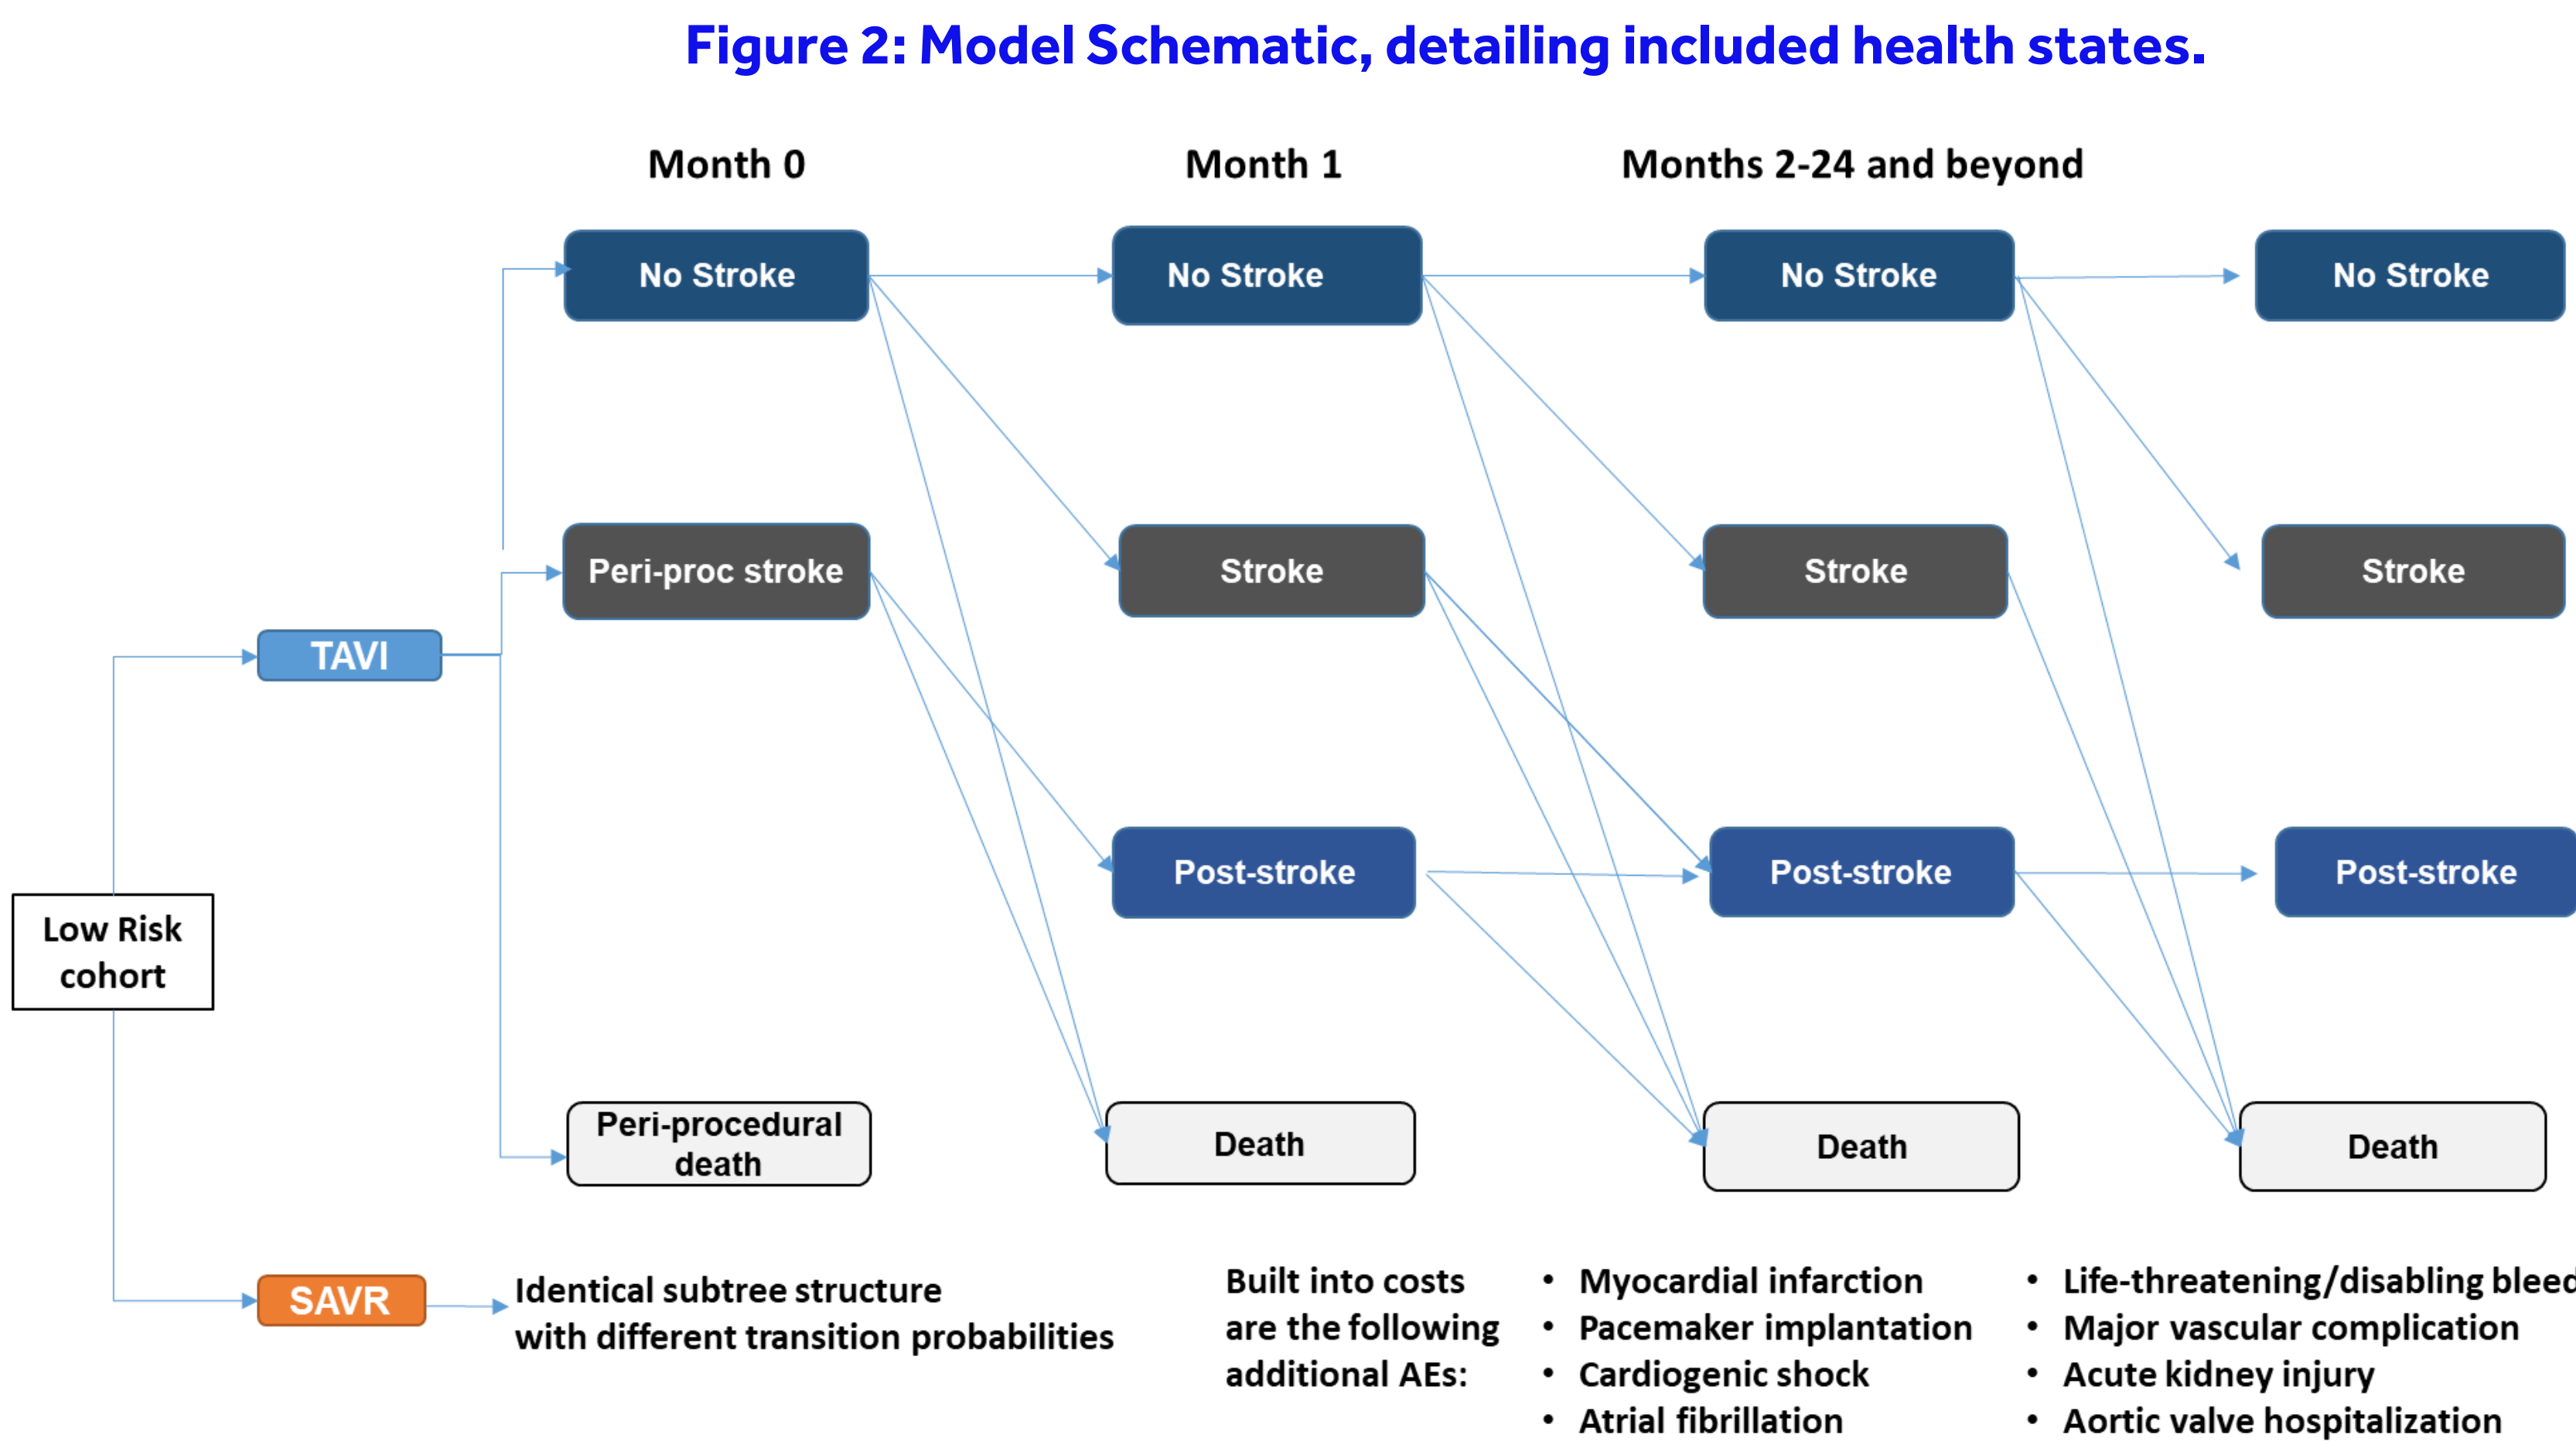 Figure 2: Model Schematic, detailing included health states.
Month 0
Month 1
Months 2-24 and beyond
No Stroke
No Stroke
No Stroke
No Stroke
Peri-proc stroke
Stroke
Stroke
Stroke
TAVI
Post-stroke
Post-stroke
Post-stroke
Low Risk
cohort
Peri-procedural
death
Death
Death
Death
SAVR
Identical subtree structure
with different transition probabilities
Built into costs
are the following
additional AEs:
• Myocardial infarction
• Pacemaker implantation
• Cardiogenic shock
• Atrial fibrillation
• Life-threatening/disabling bleed
• Major vascular complication
• Acute kidney injury
• Aortic valve hospitalization